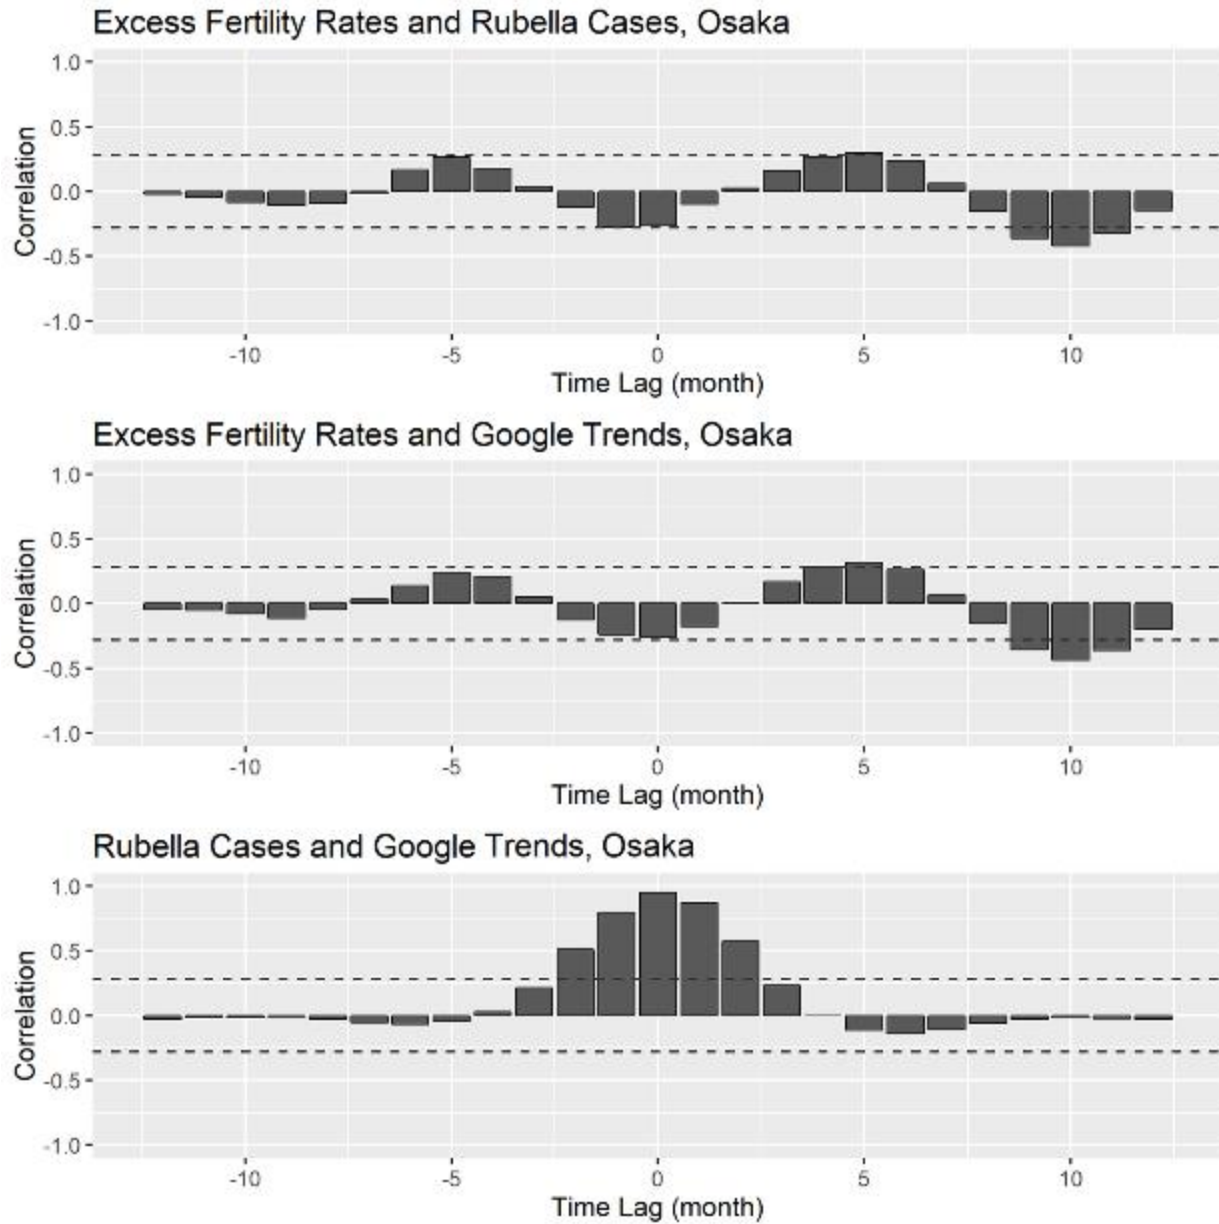 Excess Fertility Rates and Rubella Cases, Osaka
1.0
0.5
0.0
-0.5
-1.0
Correlation
-10 -5 0 5 10
Time Lag (month)
Excess Fertility Rates and Google Trends, Osaka
1.0
0.5
0.0
-0.5
-1.0
Correlation
-10 -5 0 5 10
Time Lag (month)
Rubella Cases and Google Trends, Osaka
1.0
0.5
0.0
-0.5
-1.0
Correlation
-10 -5 0 5 10
Time Lag (month)